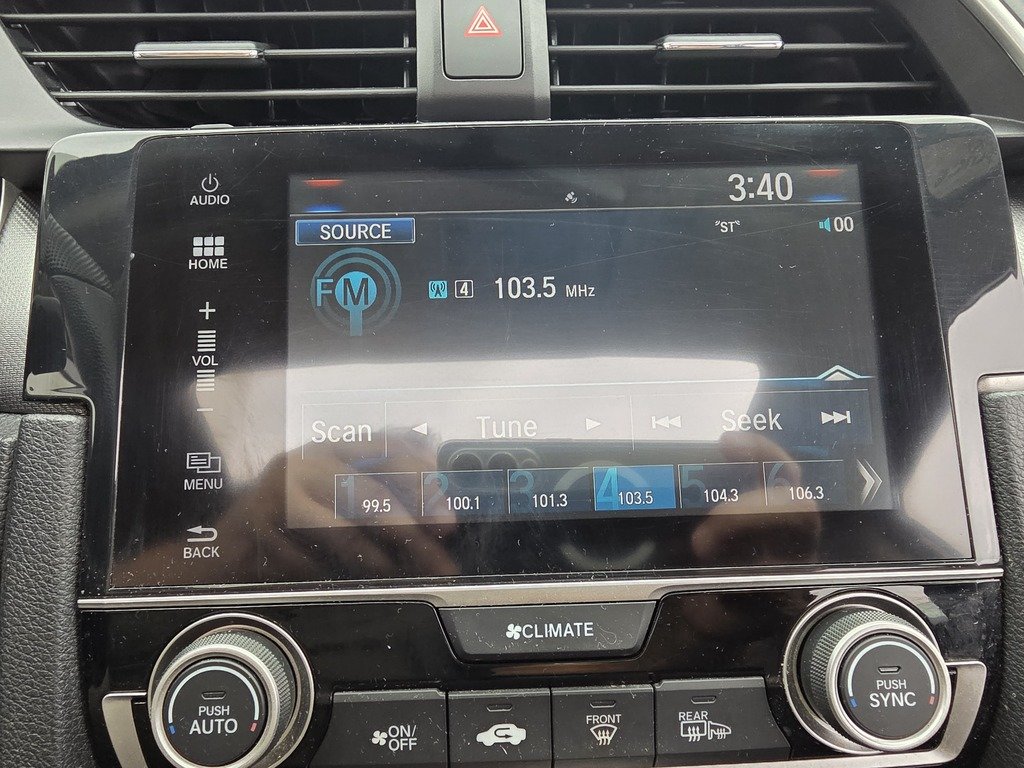 AUDIO
HOME
+
VOL
−
MENU
BACK
3:40
SOURCE
"ST"
00
FM
4 103.5 MHz
Scan
Tune
Seek
1 99.5
2 100.1
3 101.3
4 103.5
5 104.3
6 106.3
CLIMATE
PUSH
AUTO
ON/
OFF
FRONT
REAR
PUSH
SYNC